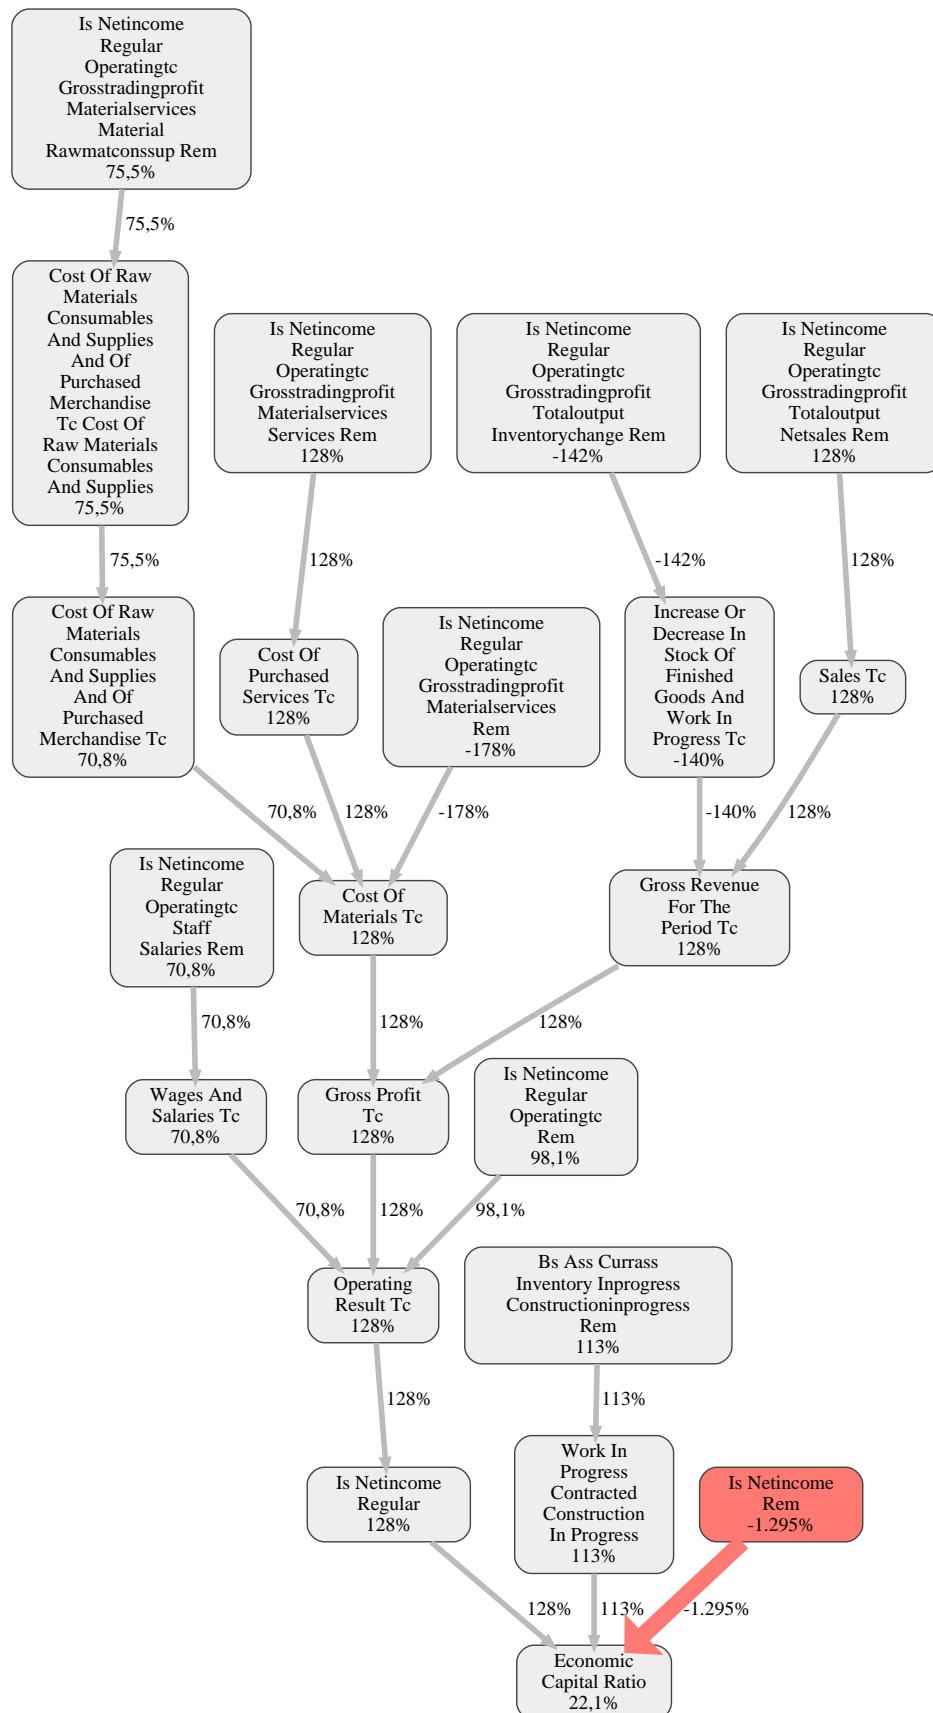 Is Netincome
Regular
Operatingtc
Grosstradingprofit
Materialservices
Material
Rawmatconssup Rem
75,5%
75,5%
Cost Of Raw
Materials
Consumables
And Supplies
And Of
Purchased
Merchandise
Tc Cost Of
Raw Materials
Consumables
And Supplies
75,5%
Is Netincome
Regular
Operatingtc
Grosstradingprofit
Materialservices
Services Rem
128%
Is Netincome
Regular
Operatingtc
Grosstradingprofit
Totaloutput
Inventorychange Rem
-142%
Is Netincome
Regular
Operatingtc
Grosstradingprofit
Totaloutput
Netsales Rem
128%
75,5%
128%
-142%
128%
Cost Of Raw
Materials
Consumables
And Supplies
And Of
Purchased
Merchandise Tc
70,8%
Cost Of
Purchased
Services Tc
128%
Is Netincome
Regular
Operatingtc
Grosstradingprofit
Materialservices
Rem
-178%
Increase Or
Decrease In
Stock Of
Finished
Goods And
Work In
Progress Tc
-140%
Sales Tc
128%
70,8%
128%
-178%
-140%
128%
Is Netincome
Regular
Operatingtc
Staff
Salaries Rem
70,8%
Cost Of
Materials Tc
128%
Gross Revenue
For The
Period Tc
128%
70,8%
128%
128%
Wages And
Salaries Tc
70,8%
Gross Profit
Tc
128%
Is Netincome
Regular
Operatingtc
Rem
98,1%
70,8%
128%
98,1%
Operating
Result Tc
128%
Bs Ass Currass
Inventory Inprogress
Constructioninprogress
Rem
113%
128%
113%
Is Netincome
Regular
128%
Work In
Progress
Contracted
Construction
In Progress
113%
Is Netincome
Rem
-1.295%
128%
113%
-1.295%
Economic
Capital Ratio
22,1%